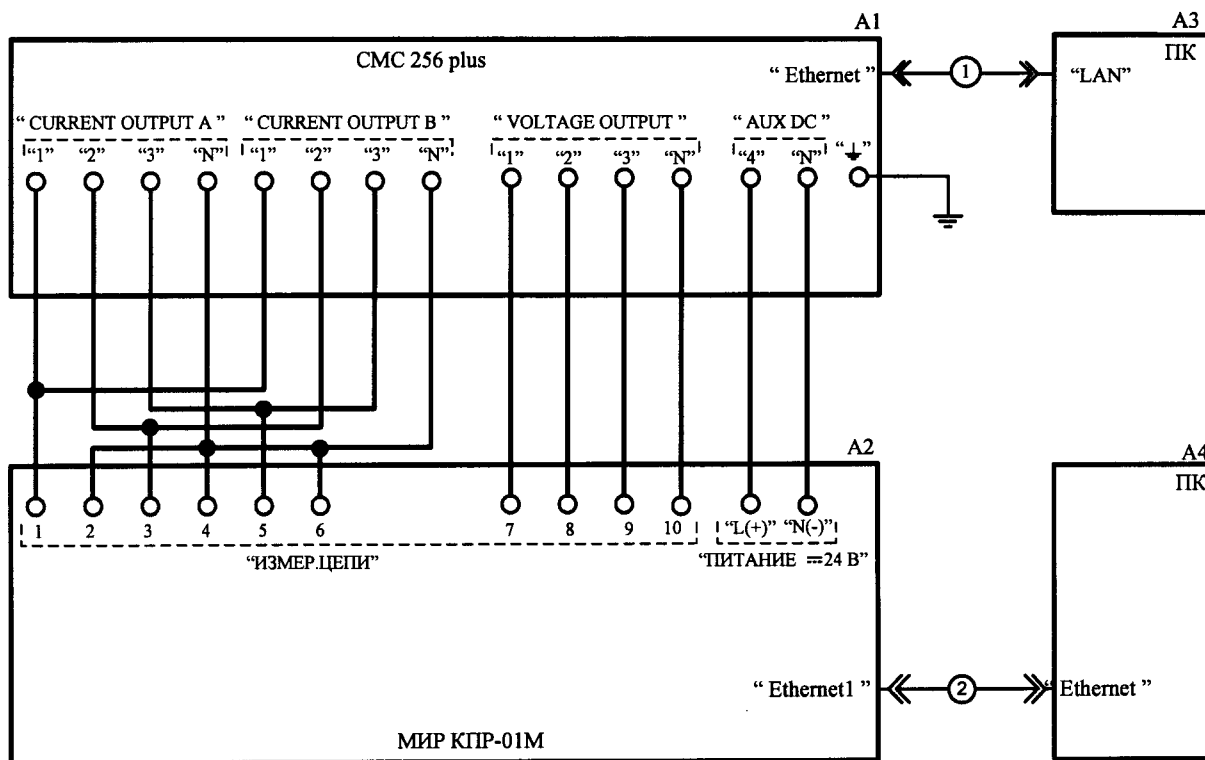 A1
A3
CMC 256 plus
ПК
“ Ethernet ”
1
“LAN”
“ CURRENT OUTPUT A ” “ CURRENT OUTPUT B ” “ VOLTAGE OUTPUT ” “ AUX DC ”
“1” “2” “3” “N” “1” “2” “3” “N” “1” “2” “3” “N” “4” “N” “⏚”
A2
A4
ПК
1 2 3 4 5 6 7 8 9 10 “L(+)” “N(-)”
“ИЗМЕР.ЦЕПИ” “ПИТАНИЕ ⎓24 В”
“ Ethernet1 ”
2
“ Ethernet ”
МИР КПР-01М